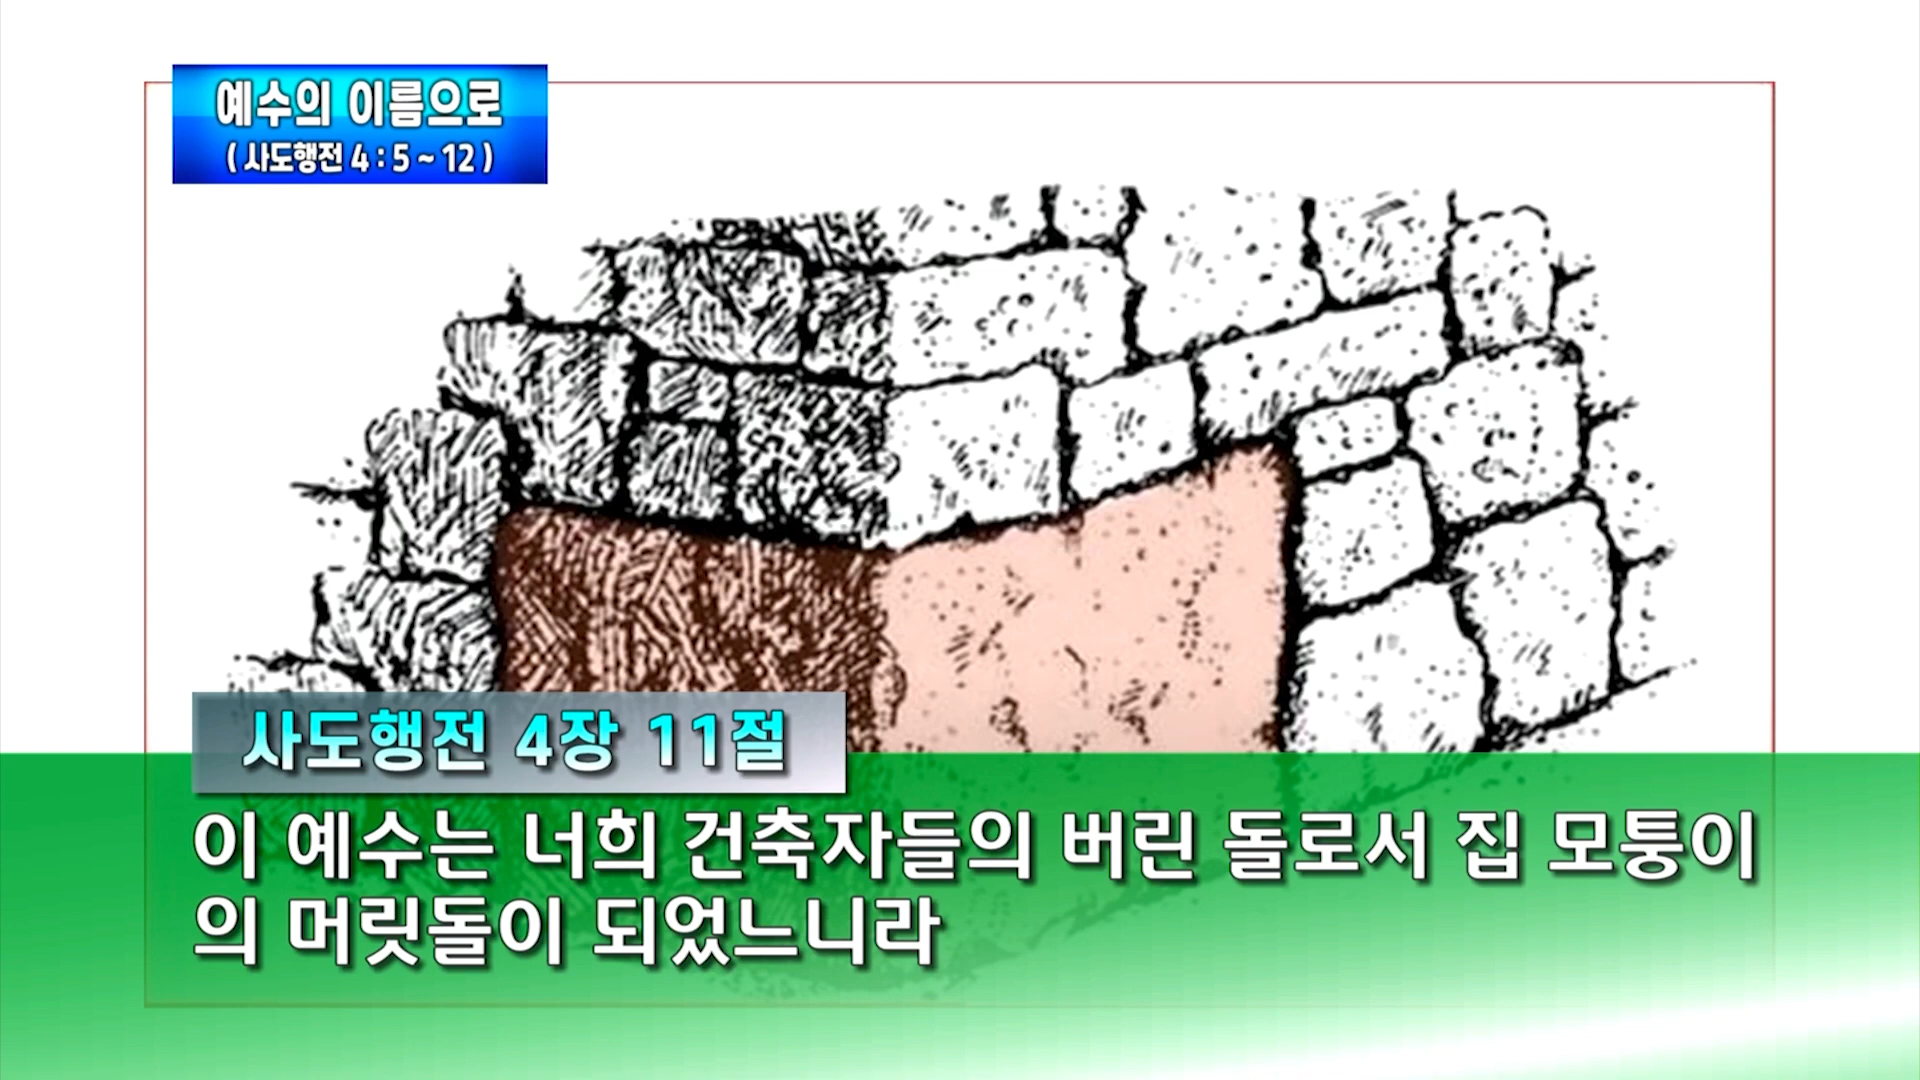 예수의 이름으로
( 사도행전 4 : 5 ~ 12 )
사도행전 4장 11절
이 예수는 너희 건축자들의 버린 돌로서 집 모퉁이
의 머릿돌이 되었느니라